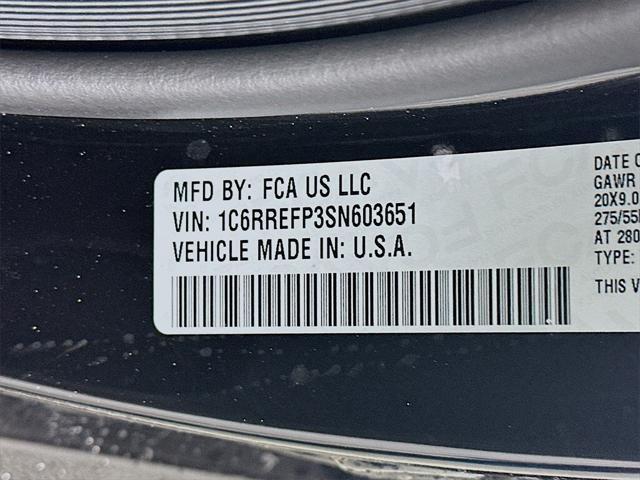 MFD BY: FCA US LLC
VIN: 1C6RREFP3SN603651
VEHICLE MADE IN: U.S.A.
DATE O
GAWR
20X9.0
275/55
AT 280
TYPE:
THIS V